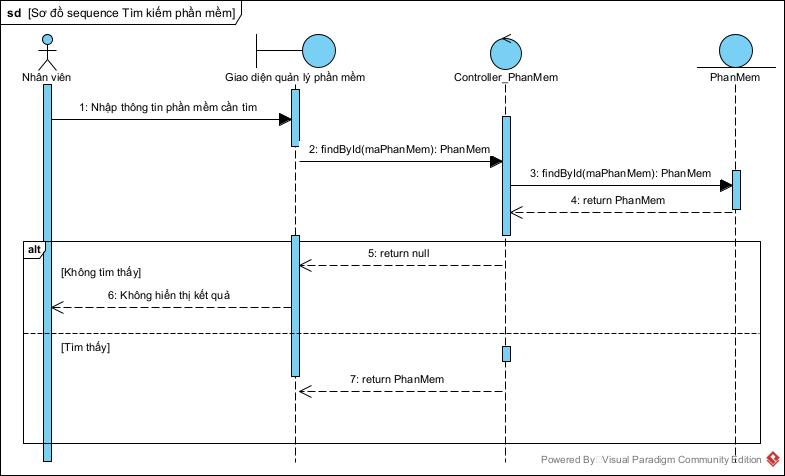 sd [Sơ đồ sequence Tìm kiếm phần mềm]
Nhân viên
Giao diện quản lý phần mềm
Controller_PhanMem
PhanMem
1: Nhập thông tin phần mềm cần tìm
2: findById(maPhanMem): PhanMem
3: findById(maPhanMem): PhanMem
4: return PhanMem
alt
5: return null
[Không tìm thấy]
6: Không hiển thị kết quả
[Tìm thấy]
7: return PhanMem
Powered By Visual Paradigm Community Edition